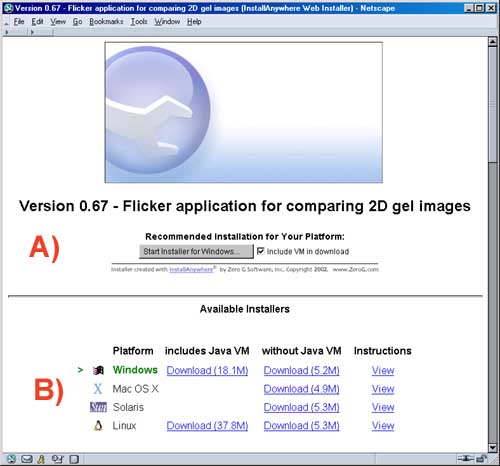 Version 0.67 - Flicker application for comparing 2D gel images (InstallAnywhere Web Installer) - Netscape
File Edit View Go Bookmarks Tools Window Help
Version 0.67 - Flicker application for comparing 2D gel images
A)
Recommended Installation for Your Platform:
Start Installer for Windows... Include VM in download
Installer created with InstallAnywhere® by Zero G Software, Inc. Copyright 2002, www.ZeroG.com
Available Installers
Platform includes Java VM without Java VM Instructions
> Windows Download (18.1M) Download (5.2M) View
B)
X Mac OS X Download (4.9M) View
Sun Solaris Download (5.3M) View
Linux Download (37.8M) Download (5.3M) View